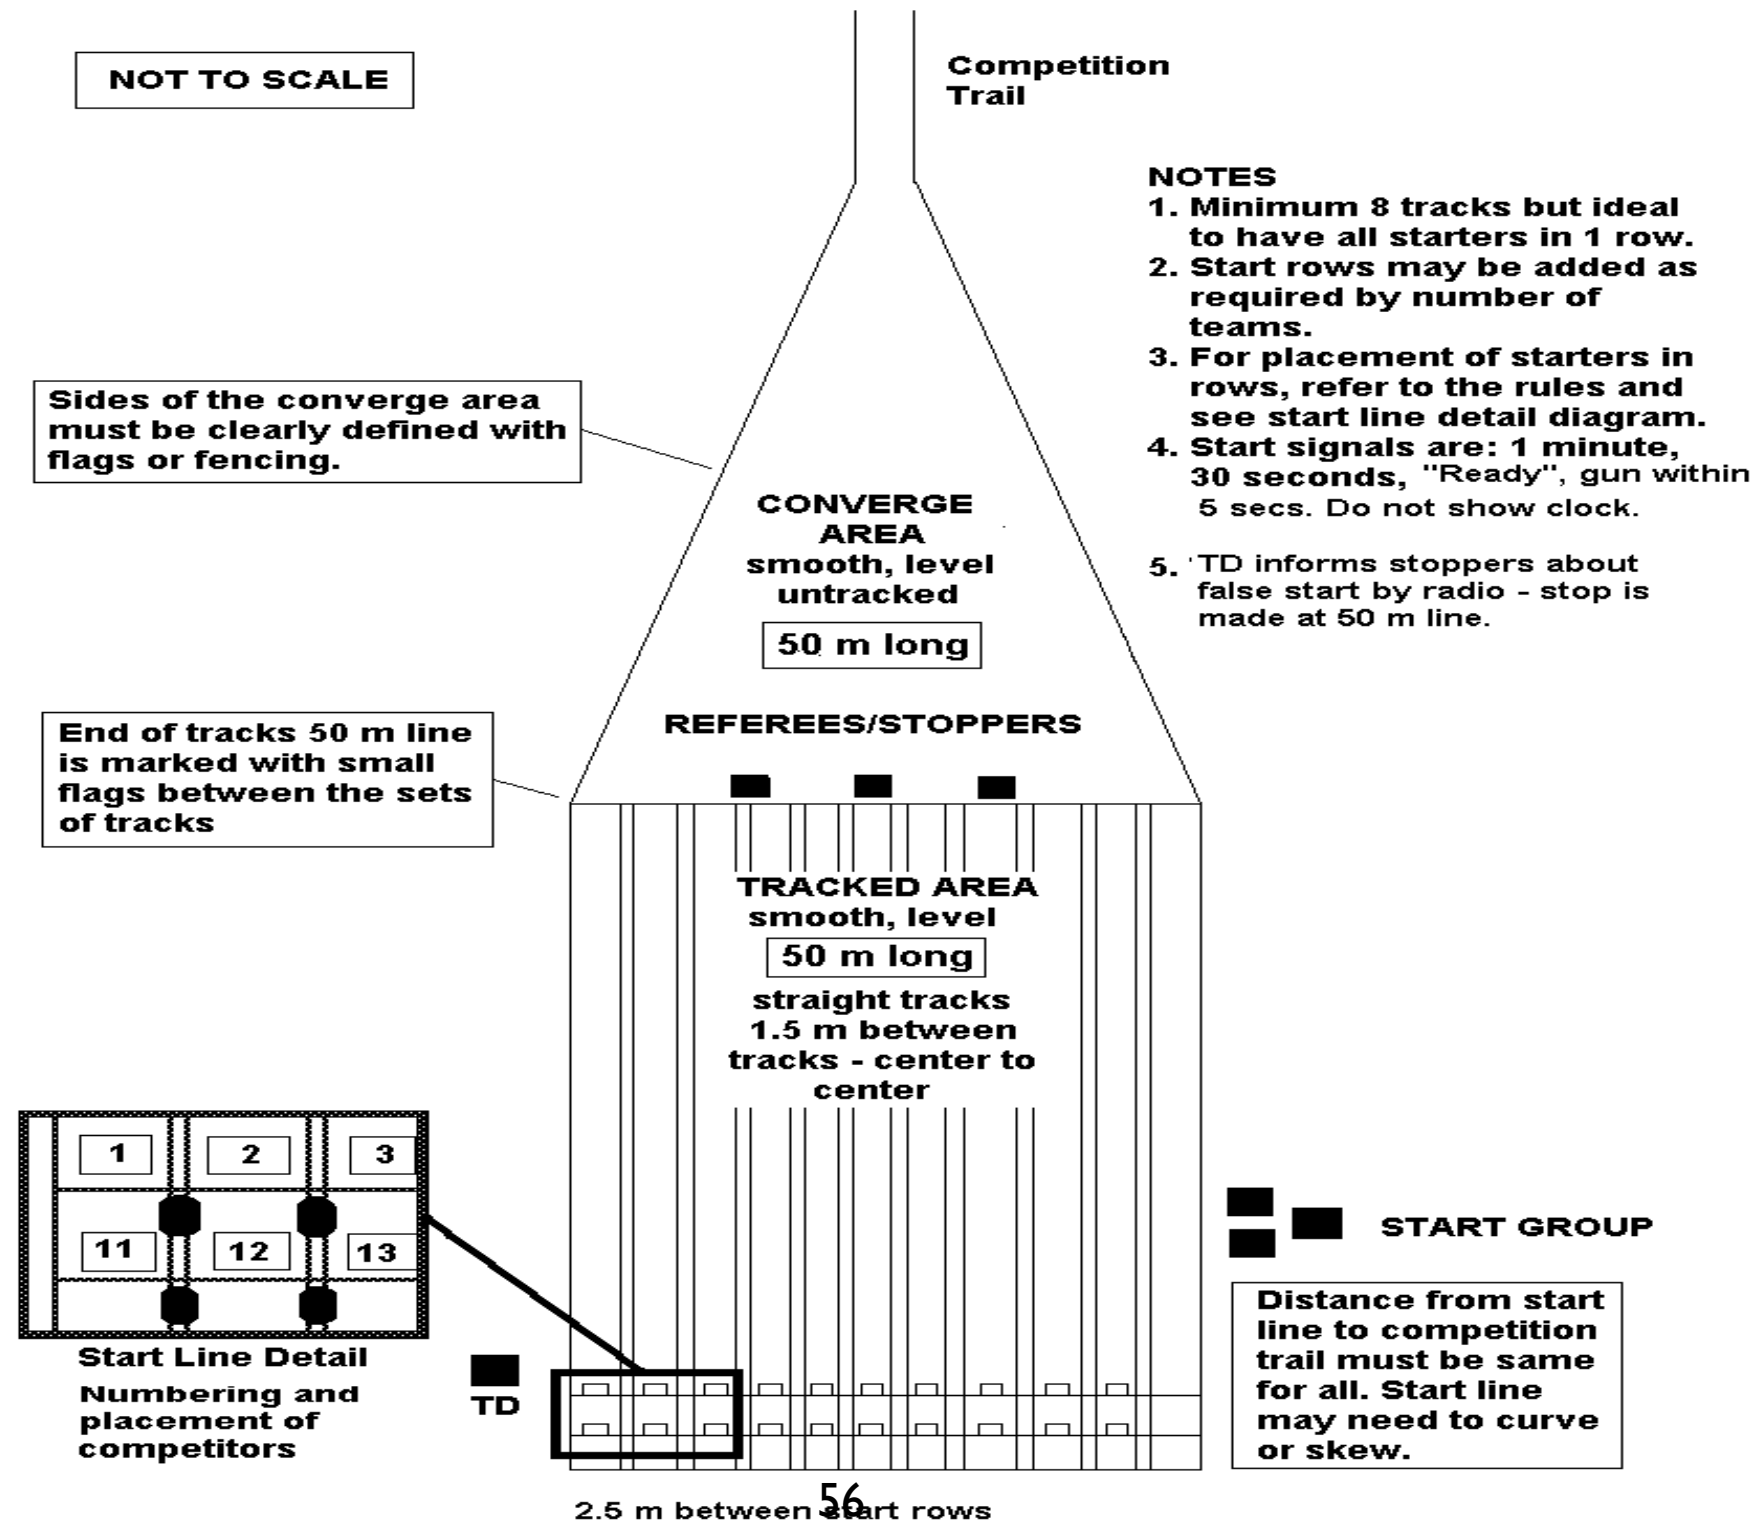 NOT TO SCALE
Competition
Trail
NOTES
1. Minimum 8 tracks but ideal
to have all starters in 1 row.
2. Start rows may be added as
required by number of
teams.
3. For placement of starters in
rows, refer to the rules and
see start line detail diagram.
4. Start signals are: 1 minute,
30 seconds, "Ready", gun within
5 secs. Do not show clock.
5. TD informs stoppers about
false start by radio - stop is
made at 50 m line.
Sides of the converge area
must be clearly defined with
flags or fencing.
CONVERGE
AREA
smooth, level
untracked
50 m long
REFEREES/STOPPERS
End of tracks 50 m line
is marked with small
flags between the sets
of tracks
TRACKED AREA
smooth, level
50 m long
straight tracks
1.5 m between
tracks - center to
center
1 2 3
11 12 13
Start Line Detail
Numbering and
placement of
competitors
TD
START GROUP
Distance from start
line to competition
trail must be same
for all. Start line
may need to curve
or skew.
2.5 m between start rows
56